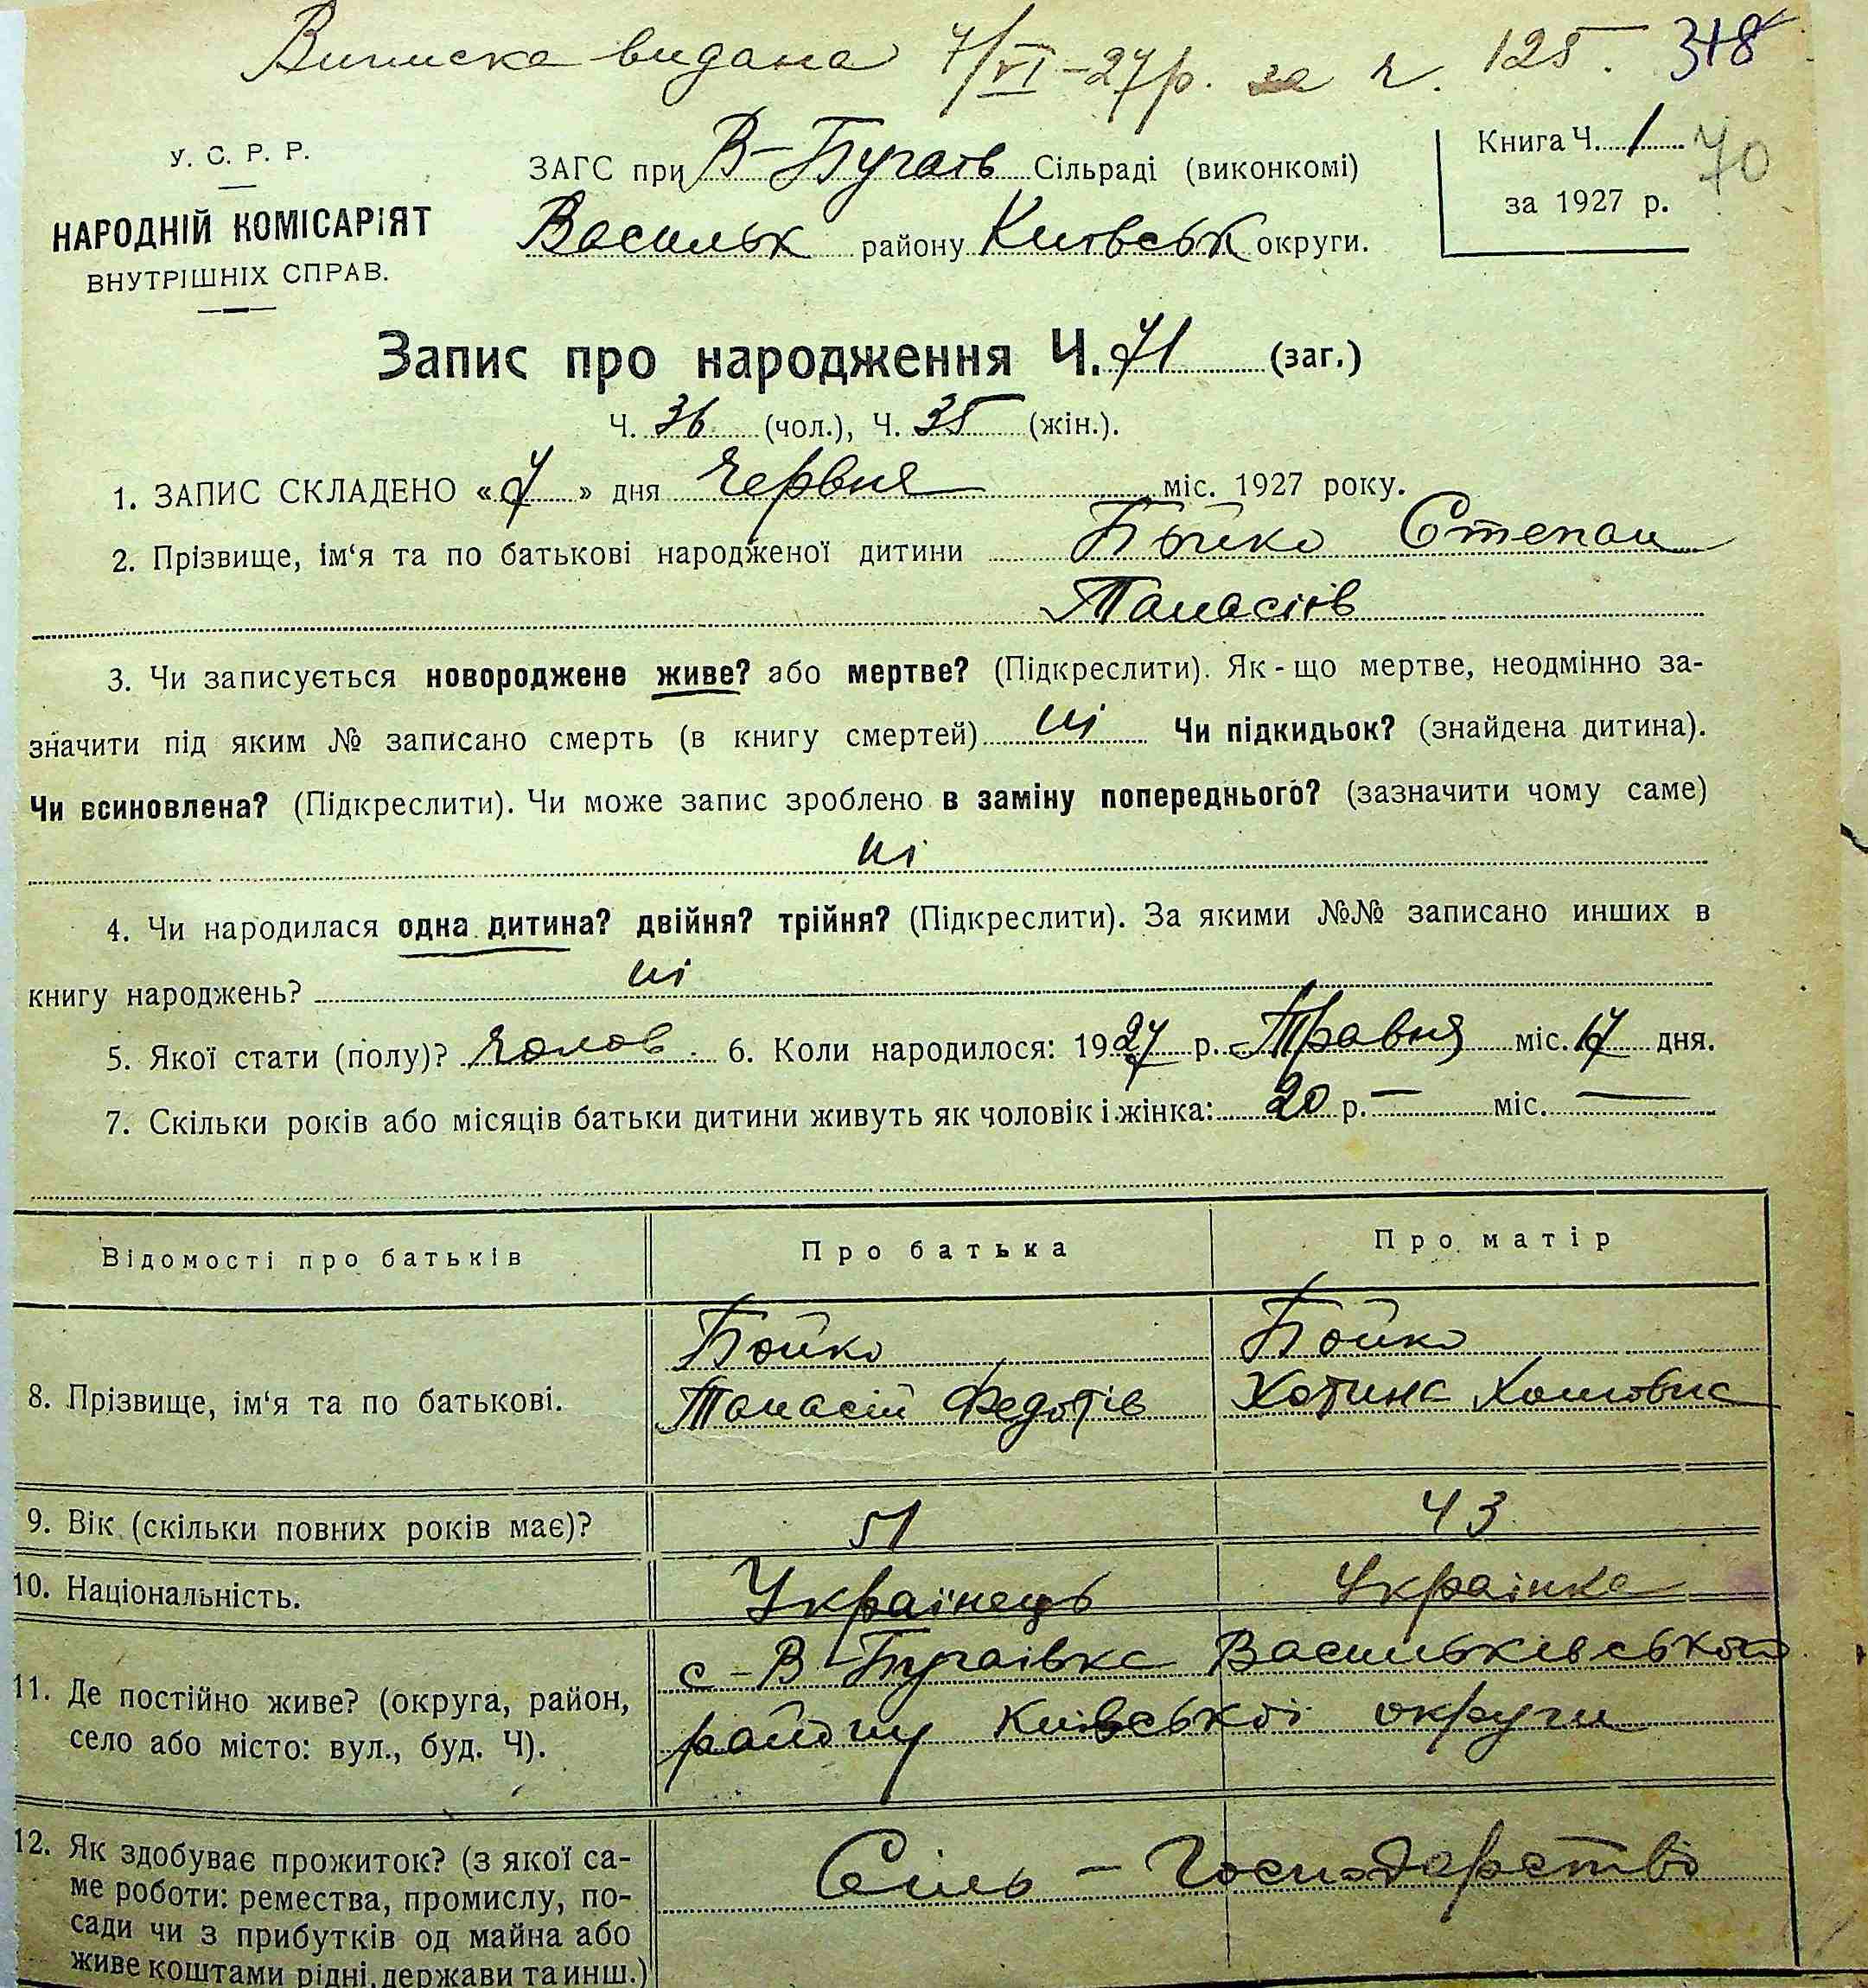 Виписка видана 7/VI-27р. за ч. 125. 318
У. С. Р. Р.
НАРОДНІЙ КОМІСАРІЯТ
ВНУТРІШНІХ СПРАВ.
ЗАГС при В-Бугаїв Сільраді (виконкомі)
Васильк району Київськ округи.
Книга Ч. 1 70
за 1927 р.
Запис про народження Ч. 71 (заг.)
Ч. 36 (чол.), Ч. 35 (жін.).
1. ЗАПИС СКЛАДЕНО «7» дня Червня міс. 1927 року.
2. Прізвище, ім‘я та по батькові народженої дитини Бойко Степан
Танасіїв
3. Чи записується новороджене живе? або мертве? (Підкреслити). Як-що мертве, неодмінно за-
значити під яким № записано смерть (в книгу смертей) ні Чи підкидьок? (знайдена дитина).
Чи всиновлена? (Підкреслити). Чи може запис зроблено в заміну попереднього? (зазначити чому саме)
ні
4. Чи народилася одна дитина? двійня? трійня? (Підкреслити). За якими №№ записано инших в
книгу народжень? ні
5. Якої стати (полу)? Чолов. 6. Коли народилося: 1927 р. Травня міс. 17 дня.
7. Скільки років або місяців батьки дитини живуть як чоловік і жінка: 20 р. — міс. —
Відомості про батьків Про батька Про матір
Бойко Бойко
8. Прізвище, ім‘я та по батькові. Танасій Федотів Хотина
9. Вік (скільки повних років має)? 51 43
10. Національність. Українець Українка
с-В-Бугаївка Васильківського
11. Де постійно живе? (округа, район,
село або місто: вул., буд. Ч). району Київської округи
12. Як здобуває прожиток? (з якої са-
ме роботи: ремества, промислу, по-
сади чи з прибутків од майна або
живе коштами рідні, держави та инш.)
Сіль - Господарство